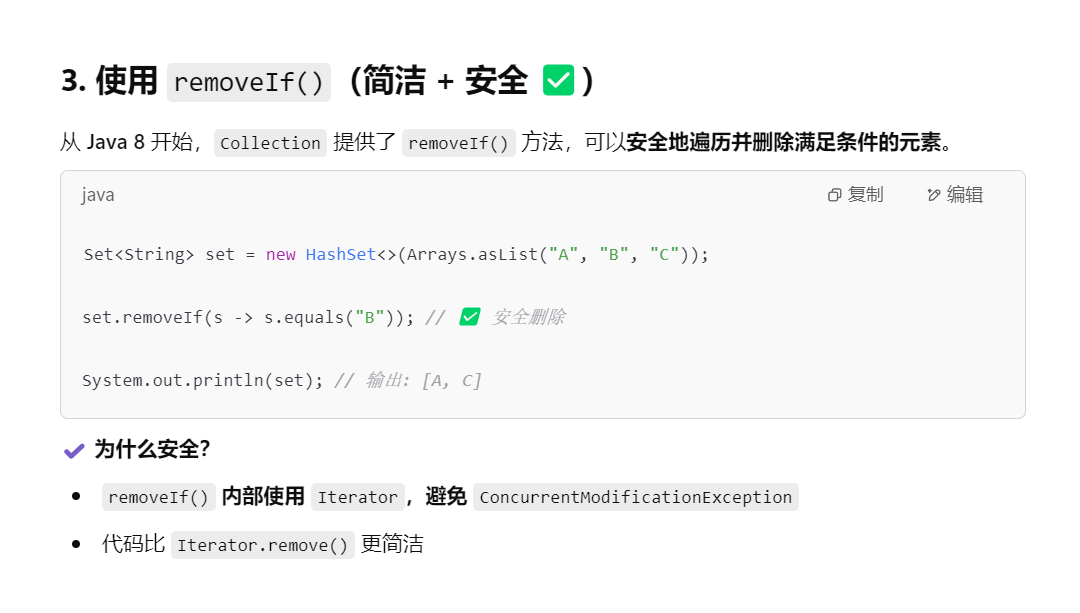 3. 使用 removeIf()（简洁 + 安全 ✅）
从 Java 8 开始，Collection 提供了 removeIf() 方法，可以安全地遍历并删除满足条件的元素。
java 复制 编辑
Set<String> set = new HashSet<>(Arrays.asList("A", "B", "C"));
set.removeIf(s -> s.equals("B")); // ✅ 安全删除
System.out.println(set); // 输出: [A, C]
✔ 为什么安全？
• removeIf() 内部使用 Iterator，避免 ConcurrentModificationException
• 代码比 Iterator.remove() 更简洁